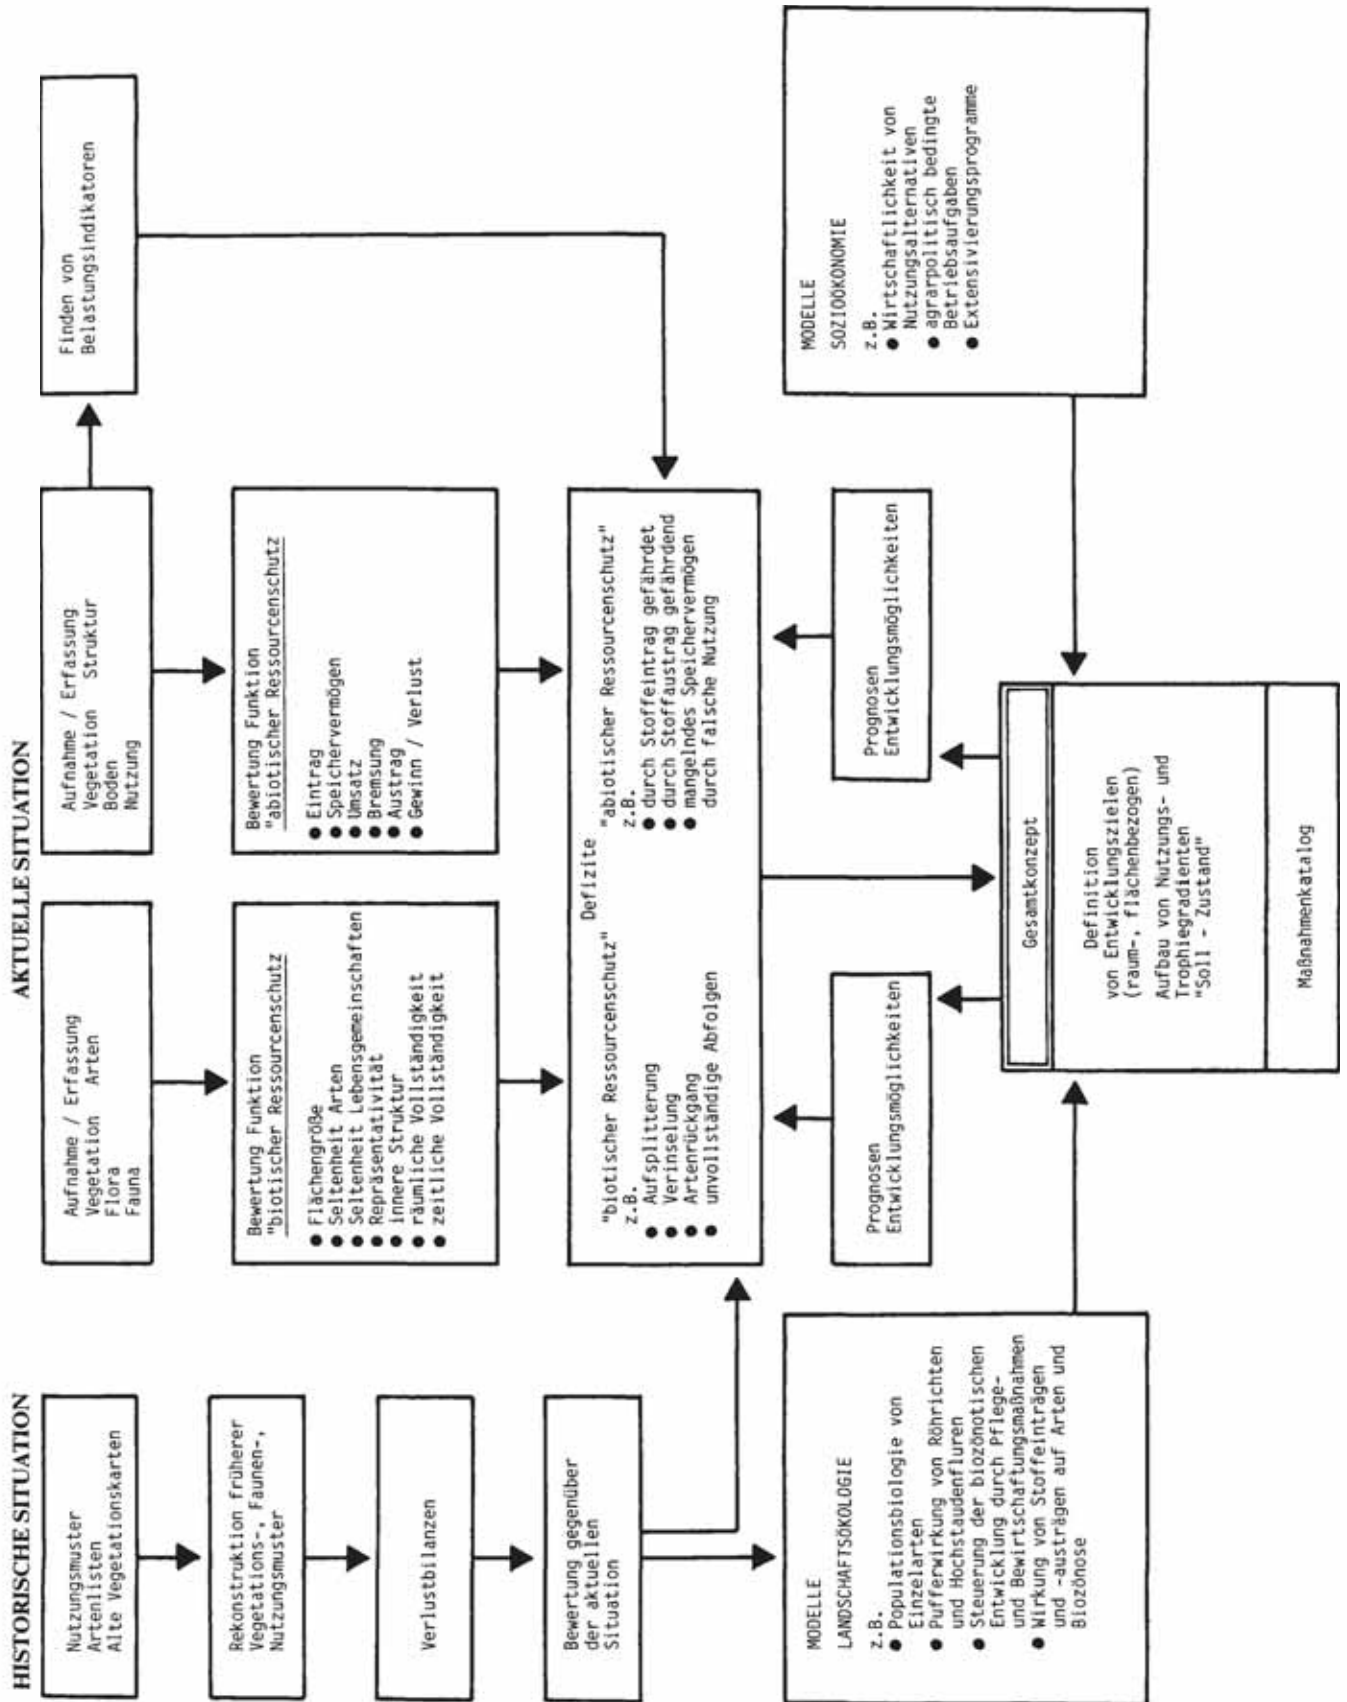 HISTORISCHE SITUATION
AKTUELLE SITUATION
Nutzungsmuster
Artenlisten
Alte Vegetationskarten
Rekonstruktion früherer
Vegetations-, Faunen-,
Nutzungsmuster
Verlustbilanzen
Bewertung gegenüber
der aktuellen
Situation
Aufnahme / Erfassung
Vegetation Arten
Flora
Fauna
Aufnahme / Erfassung
Vegetation Struktur
Boden
Nutzung
Finden von
Belastungsindikatoren
Bewertung Funktion
"biotischer Ressourcenschutz"
● Flächengröße
● Seltenheit Arten
● Seltenheit Lebensgemeinschaften
● Repräsentativität
● innere Struktur
● räumliche Vollständigkeit
● zeitliche Vollständigkeit
Bewertung Funktion
"abiotischer Ressourcenschutz"
● Eintrag
● Speichervermögen
● Umsatz
● Bremsung
● Austrag
● Gewinn / Verlust
Defizite
"biotischer Ressourcenschutz"
z.B.
● Aufsplitterung
● Verinselung
● Artenrückgang
● unvollständige Abfolgen
"abiotischer Ressourcenschutz"
z.B.
● durch Stoffeintrag gefährdet
● durch Stoffaustrag gefährdend
● mangelndes Speichervermögen
durch falsche Nutzung
Prognosen
Entwicklungsmöglichkeiten
Prognosen
Entwicklungsmöglichkeiten
MODELLE
LANDSCHAFTSÖKOLOGIE
z.B.
● Populationsbiologie von
Einzelarten
● Pufferwirkung von Röhrichten
und Hochstaudenfluren
● Steuerung der biozönotischen
Entwicklung durch Pflege-
und Bewirtschaftungsmaßnahmen
● Wirkung von Stoffeinträgen
und -austrägen auf Arten und
Biozönose
Gesamtkonzept
Definition
von Entwicklungszielen
(raum-, flächenbezogen)
Aufbau von Nutzungs- und
Trophiegradienten
"Soll - Zustand"
Maßnahmenkatalog
MODELLE
SOZIOÖKONOMIE
z.B.
● Wirtschaftlichkeit von
Nutzungsalternativen
● agrarpolitisch bedingte
Betriebsaufgaben
● Extensivierungsprogramme